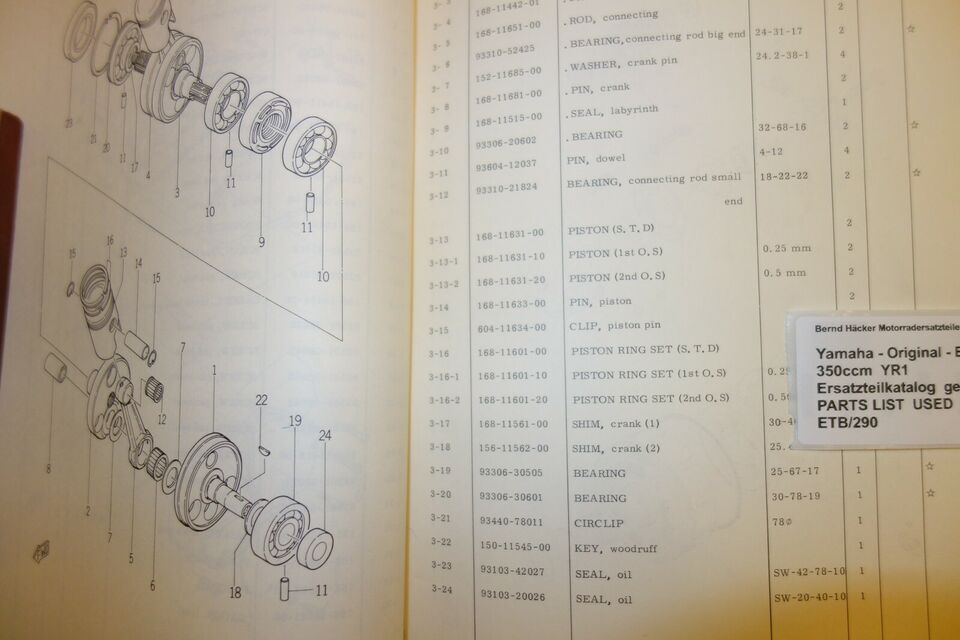 3- 3 168-11442-01
3- 4 168-11651-00 . ROD, connecting 2
3- 5 93310-52425 . BEARING, connecting rod big end 24-31-17 2 ☆
3- 6 152-11685-00 . WASHER, crank pin 24.2-38-1 4
3- 7 168-11681-00 . PIN, crank 2
3- 8 168-11515-00 . SEAL, labyrinth 1
3- 9 93306-20602 . BEARING 32-68-16 2 ☆
3-10 93604-12037 PIN, dowel 4-12 4
3-11 93310-21824 BEARING, connecting rod small 18-22-22 2 ☆
3-12 end
3-13 168-11631-00 PISTON (S.T.D) 2
3-13-1 168-11631-10 PISTON (1st O.S) 0.25 mm 2
3-13-2 168-11631-20 PISTON (2nd O.S) 0.5 mm 2
3-14 168-11633-00 PIN, piston 2
3-15 604-11634-00 CLIP, piston pin
3-16 168-11601-00 PISTON RING SET (S.T.D)
3-16-1 168-11601-10 PISTON RING SET (1st O.S)
3-16-2 168-11601-20 PISTON RING SET (2nd O.S)
3-17 168-11561-00 SHIM, crank (1)
3-18 156-11562-00 SHIM, crank (2)
3-19 93306-30505 BEARING 25-67-17 1 ☆
3-20 93306-30601 BEARING 30-78-19 1 ☆
3-21 93440-78011 CIRCLIP 78⌀ 1
3-22 150-11545-00 KEY, woodruff 1
3-23 93103-42027 SEAL, oil SW-42-78-10 1
3-24 93103-20026 SEAL, oil SW-20-40-10 1
Bernd Häcker Motorradersatzteile
Yamaha - Original - E
350ccm YR1
Ersatzteilkatalog ge
PARTS LIST USED
ETB/290
23
21
20
11
17
4
3
10
11
9
11
10
15
16
13
14
15
7
1
22
19
24
12
8
2
7
5
6
18
11